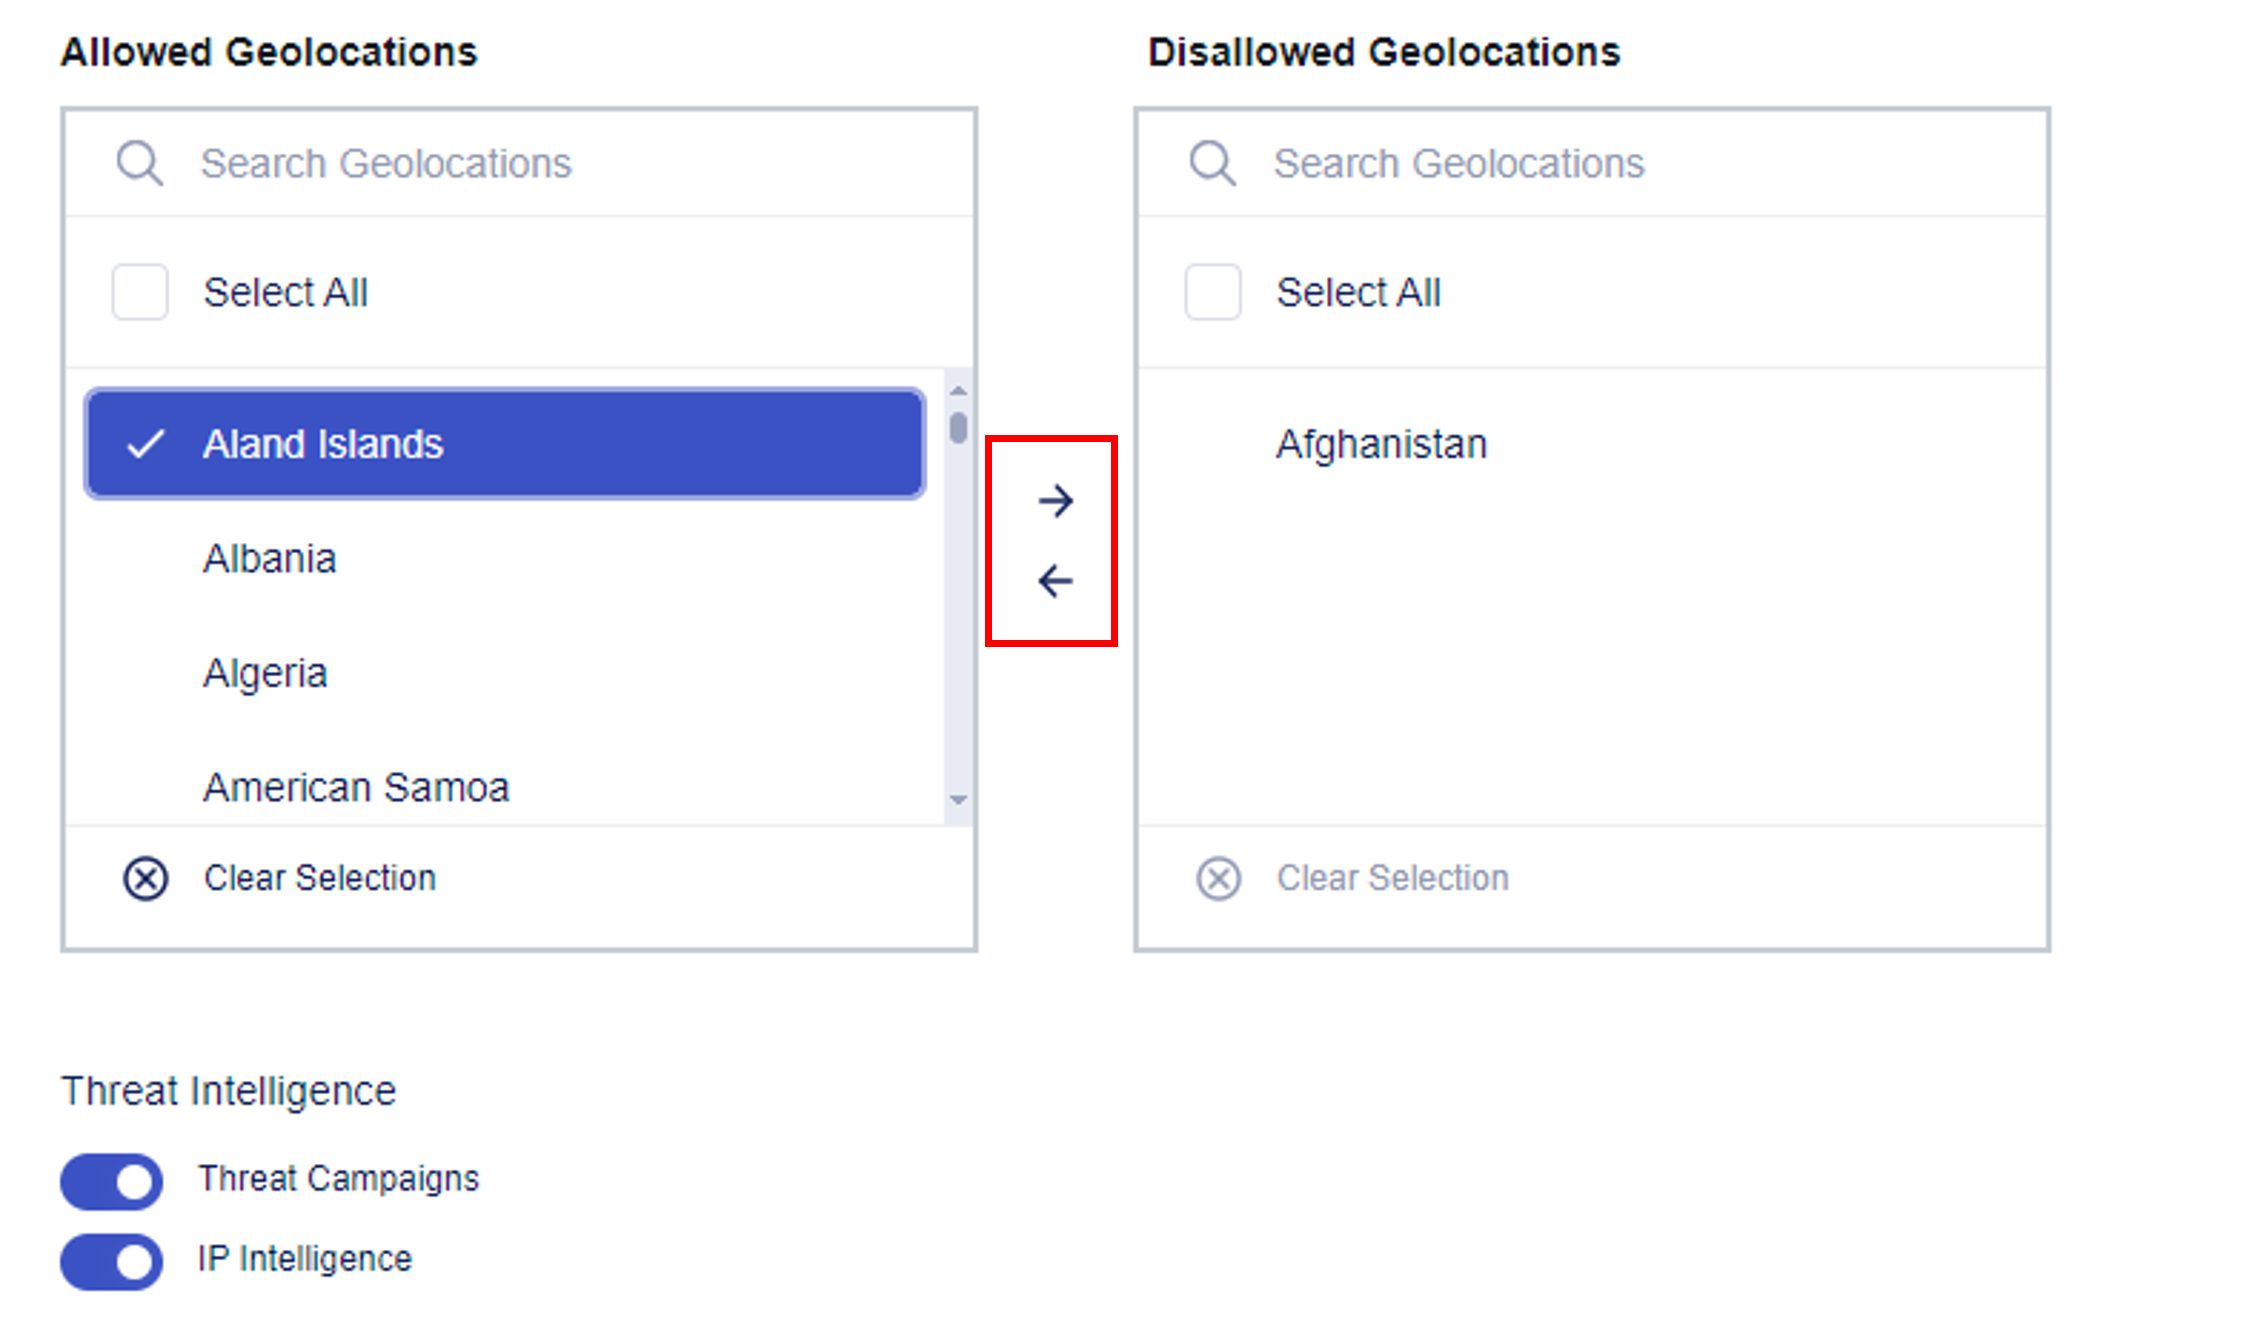 Allowed Geolocations
Search Geolocations
Select All
Aland Islands
Albania
Algeria
American Samoa
Clear Selection
Disallowed Geolocations
Search Geolocations
Select All
Afghanistan
Clear Selection
Threat Intelligence
Threat Campaigns
IP Intelligence